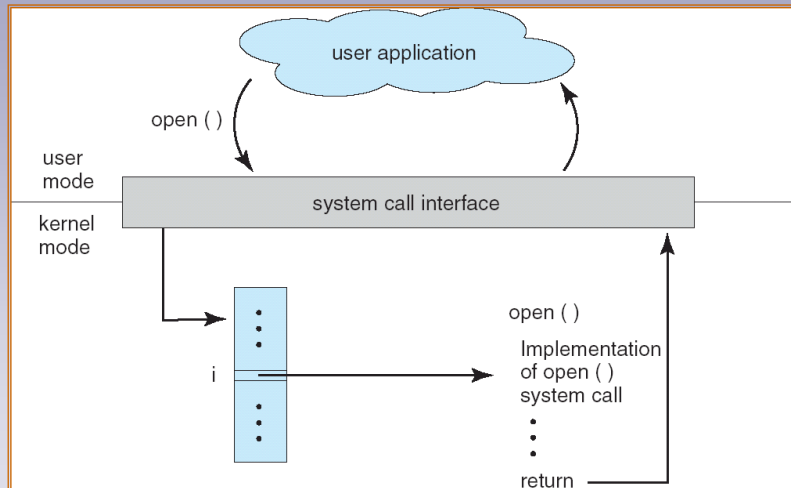 user application
open ( )
user
mode
system call interface
kernel
mode
open ( )
i
Implementation
of open ( )
system call
return